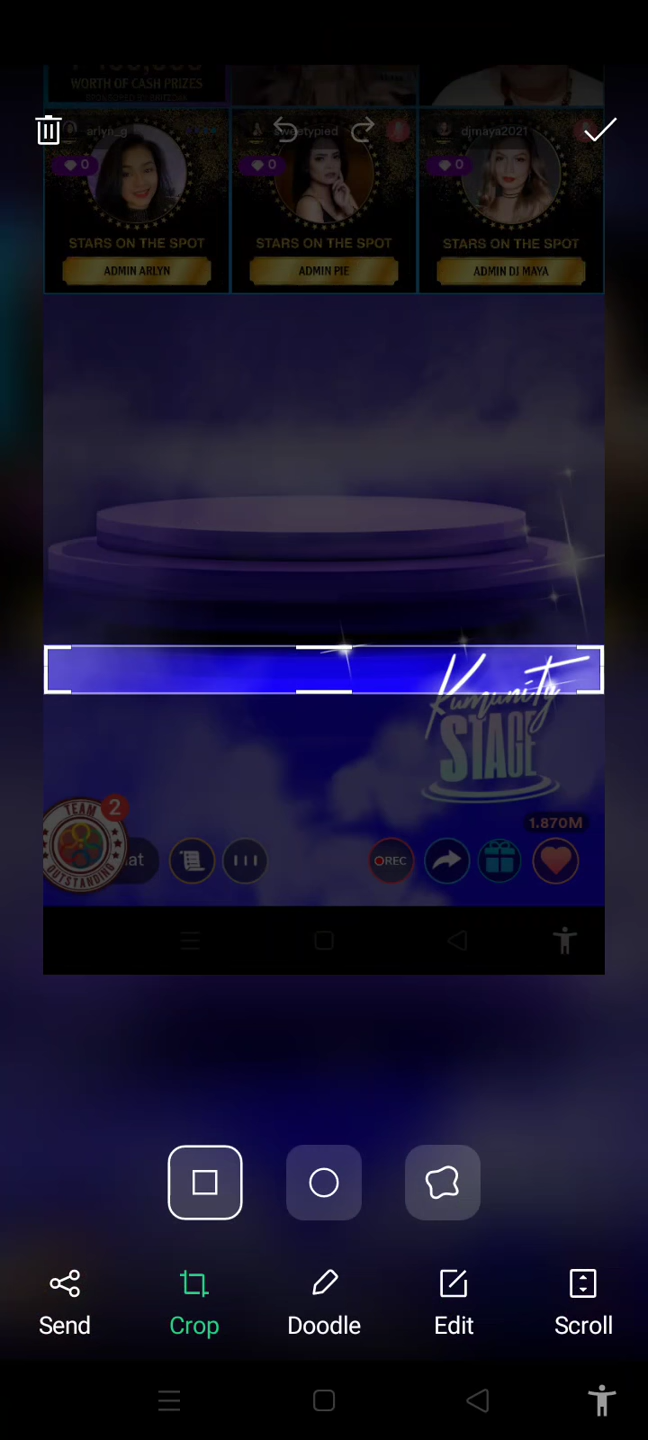 WORTH OF CASH PRIZES
arlyn_g
sweetypied
djmaya2021
0
0
0
STARS ON THE SPOT
STARS ON THE SPOT
STARS ON THE SPOT
ADMIN ARLYN
ADMIN PIE
ADMIN DJ MAYA
Kumunity
STAGE
1.870M
TEAM
OUTSTANDING
2
at
REC
Send
Crop
Doodle
Edit
Scroll